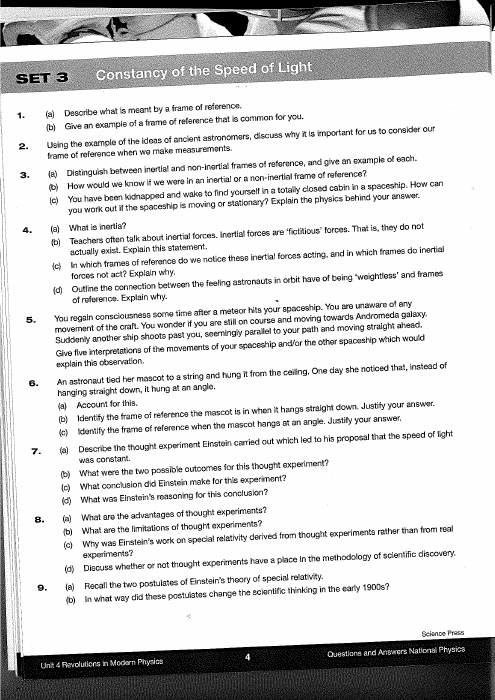 SET 3 Constancy of the Speed of Light
1. (a) Describe what is meant by a frame of reference.
(b) Give an example of a frame of reference that is common for you.
2. Using the example of the ideas of ancient astronomers, discuss why it is important for us to consider our
frame of reference when we make measurements.
3. (a) Distinguish between inertial and non-inertial frames of reference, and give an example of each.
(b) How would we know if we were in an inertial or a non-inertial frame of reference?
(c) You have been kidnapped and wake to find yourself in a totally closed cabin in a spaceship. How can
you work out if the spaceship is moving or stationary? Explain the physics behind your answer.
4. (a) What is inertia?
(b) Teachers often talk about inertial forces. Inertial forces are 'fictitious' forces. That is, they do not
actually exist. Explain this statement.
(c) In which frames of reference do we notice these inertial forces acting, and in which frames do inertial
forces not act? Explain why.
(d) Outline the connection between the feeling astronauts in orbit have of being 'weightless' and frames
of reference. Explain why.
5. You regain consciousness some time after a meteor hits your spaceship. You are unaware of any
movement of the craft. You wonder if you are still on course and moving towards Andromeda galaxy.
Suddenly another ship shoots past you, seemingly parallel to your path and moving straight ahead.
Give five interpretations of the movements of your spaceship and/or the other spaceship which would
explain this observation.
6. An astronaut tied her mascot to a string and hung it from the ceiling. One day she noticed that, instead of
hanging straight down, it hung at an angle.
(a) Account for this.
(b) Identify the frame of reference the mascot is in when it hangs straight down. Justify your answer.
(c) Identify the frame of reference when the mascot hangs at an angle. Justify your answer.
7. (a) Describe the thought experiment Einstein carried out which led to his proposal that the speed of light
was constant.
(b) What were the two possible outcomes for this thought experiment?
(c) What conclusion did Einstein make for this experiment?
(d) What was Einstein's reasoning for this conclusion?
8. (a) What are the advantages of thought experiments?
(b) What are the limitations of thought experiments?
(c) Why was Einstein's work on special relativity derived from thought experiments rather than from real
experiments?
(d) Discuss whether or not thought experiments have a place in the methodology of scientific discovery.
9. (a) Recall the two postulates of Einstein's theory of special relativity.
(b) In what way did these postulates change the scientific thinking in the early 1900s?
Science Press
Unit 4 Revolutions in Modern Physics 4 Questions and Answers National Physics